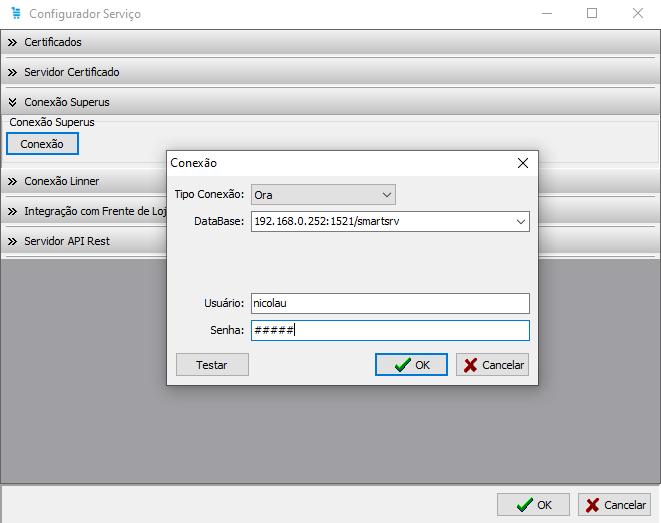 Configurador Serviço
Certificados
Servidor Certificado
Conexão Superus
Conexão Superus
Conexão
Conexão Linner
Integração com Frente de Loj
Servidor API Rest
Conexão
Tipo Conexão: Ora
DataBase: 192.168.0.252:1521/smartsrv
Usuário: nicolau
Senha: #####
Testar OK Cancelar
OK Cancelar